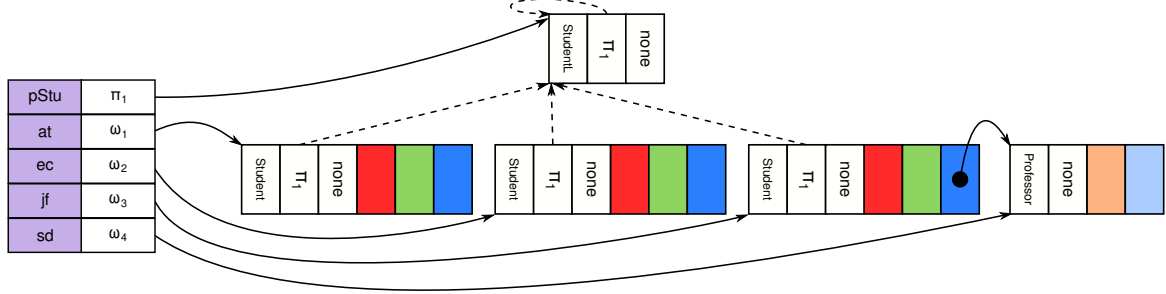 StudentL π₁ none
pStu π₁
at ω₁
ec ω₂
jf ω₃
sd ω₄
Student π₁ none
Student π₁ none
Student π₁ none
Professor none